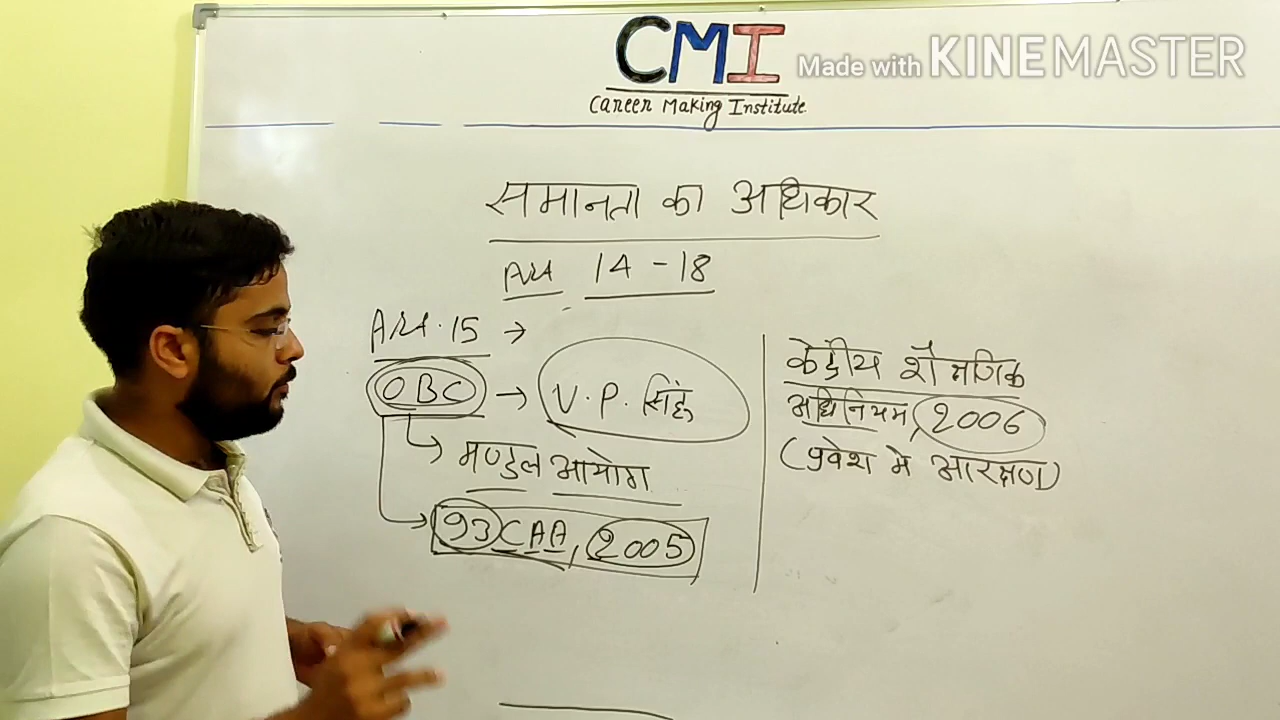 CMI
Made with KINEMASTER
Career Making Institute
समानता का अधिकार
Art 14 - 18
Art. 15 →
OBC → V.P. सिंह
मण्डल आयोग
93 CAA, 2005
केंद्रीय शैक्षणिक
अधिनियम, 2006
(प्रवेश मे आरक्षण)